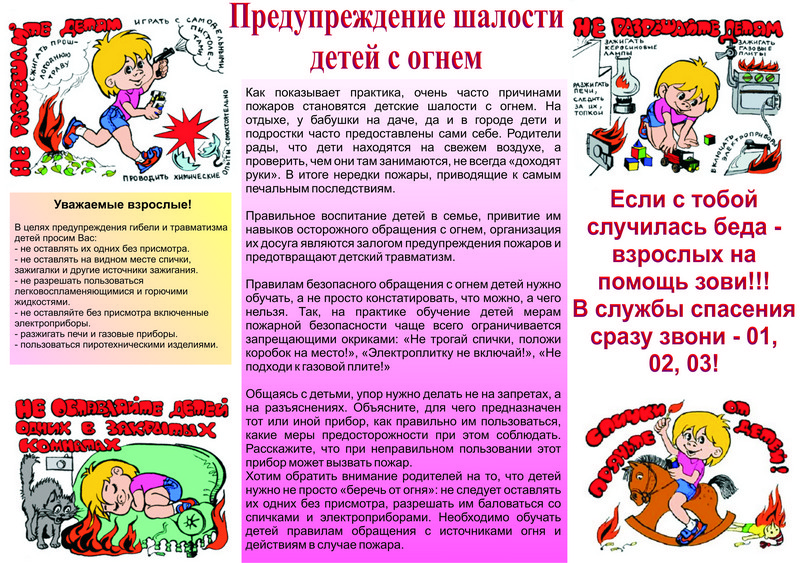 Предупреждение шалости
детей с огнем
НЕ РАЗРЕШАЙТЕ ДЕТЯМ
ИГРАТЬ С САМОДЕЛЬНЫМИ
ПИСТОЛЕ-
ТАМИ
СЖИГАТЬ ПРОШ-
ЛОГОДНЮЮ
ТРАВУ
ПРОВОДИТЬ ХИМИЧЕСКИЕ
ОПЫТЫ САМОСТОЯТЕЛЬНО
Уважаемые взрослые!
В целях предупреждения гибели и травматизма
детей просим Вас:
- не оставлять их одних без присмотра.
- не оставлять на видном месте спички,
зажигалки и другие источники зажигания.
- не разрешать пользоваться
легковоспламеняющимися и горючими
жидкостями.
- не оставляйте без присмотра включенные
электроприборы.
- разжигать печи и газовые приборы.
- пользоваться пиротехническими изделиями.
НЕ ОСТАВЛЯЙТЕ ДЕТЕЙ
ОДНИХ В ЗАКРЫТЫХ
КОМНАТАХ
Как показывает практика, очень часто причинами
пожаров становятся детские шалости с огнем. На
отдыхе, у бабушки на даче, да и в городе дети и
подростки часто предоставлены сами себе. Родители
рады, что дети находятся на свежем воздухе, а
проверить, чем они там занимаются, не всегда «доходят
руки». В итоге нередки пожары, приводящие к самым
печальным последствиям.
Правильное воспитание детей в семье, привитие им
навыков осторожного обращения с огнем, организация
их досуга являются залогом предупреждения пожаров и
предотвращают детский травматизм.
Правилам безопасного обращения с огнем детей нужно
обучать, а не просто констатировать, что можно, а чего
нельзя. Так, на практике обучение детей мерам
пожарной безопасности чаще всего ограничивается
запрещающими окриками: «Не трогай спички, положи
коробок на место!», «Электроплитку не включай!», «Не
подходи к газовой плите!»
Общаясь с детьми, упор нужно делать не на запретах, а
на разъяснениях. Объясните, для чего предназначен
тот или иной прибор, как правильно им пользоваться,
какие меры предосторожности при этом соблюдать.
Расскажите, что при неправильном пользовании этот
прибор может вызвать пожар.
Хотим обратить внимание родителей на то, что детей
нужно не просто «беречь от огня»: не следует оставлять
их одних без присмотра, разрешать им баловаться со
спичками и электроприборами. Необходимо обучать
детей правилам обращения с источниками огня и
действиям в случае пожара.
НЕ РАЗРЕШАЙТЕ ДЕТЯМ
ЗАЖИГАТЬ
КЕРОСИНОВЫЕ
ЛАМПЫ
ЗАЖИГАТЬ
ГАЗОВЫЕ
ПЛИТЫ
РАЗЖИГАТЬ
ПЕЧИ,
СЛЕДИТЬ
ЗА ИХ
ТОПКОЙ
ВКЛЮЧАТЬ
ЭЛЕКТРОПРИБОРЫ
Если с тобой
случилась беда -
взрослых на
помощь зови!!!
В службы спасения
сразу звони - 01,
02, 03!
СПИЧКИ ОТ
ПРЯЧЬТЕ ДЕТЕЙ!